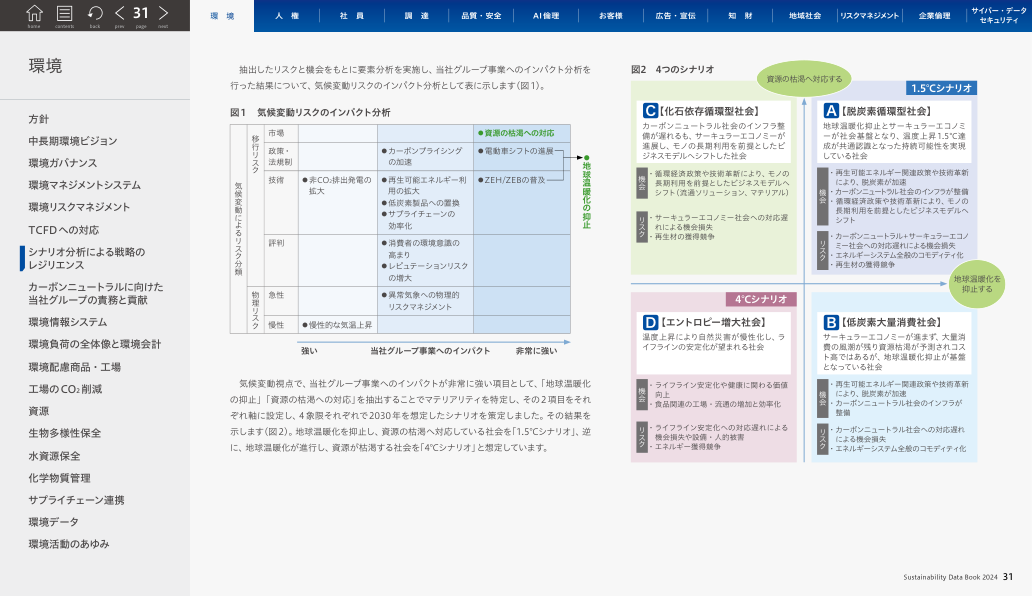 31
home
contents
back
prev
page
next
環 境
人 権
社 員
調 達
品質・安全
AI倫理
お客様
広告・宣伝
知 財
地域社会
リスクマネジメント
企業倫理
サイバー・データ
セキュリティ
環境
方針
中長期環境ビジョン
環境ガバナンス
環境マネジメントシステム
環境リスクマネジメント
TCFDへの対応
シナリオ分析による戦略の
レジリエンス
カーボンニュートラルに向けた
当社グループの責務と貢献
環境情報システム
環境負荷の全体像と環境会計
環境配慮商品・工場
工場のCO₂削減
資源
生物多様性保全
水資源保全
化学物質管理
サプライチェーン連携
環境データ
環境活動のあゆみ
抽出したリスクと機会をもとに要素分析を実施し、当社グループ事業へのインパクト分析を
行った結果について、気候変動リスクのインパクト分析として表に示します(図1)。
図1 気候変動リスクのインパクト分析
気候変動によるリスク分類
移行リスク
市場
●資源の枯渇への対応
政策・
法規制
●カーボンプライシング
の加速
●電動車シフトの進展
技術
●非CO₂排出発電の
拡大
●再生可能エネルギー利
用の拡大
●低炭素製品への置換
●サプライチェーンの
効率化
●ZEH/ZEBの普及
評判
●消費者の環境意識の
高まり
●レピュテーションリスク
の増大
物理リスク
急性
●異常気象への物理的
リスクマネジメント
慢性
●慢性的な気温上昇
●地球温暖化の抑止
強い
当社グループ事業へのインパクト
非常に強い
気候変動視点で、当社グループ事業へのインパクトが非常に強い項目として、「地球温暖化
の抑止」「資源の枯渇への対応」を抽出することでマテリアリティを特定し、その2項目をそれ
ぞれ軸に設定し、4象限それぞれで2030年を想定したシナリオを策定しました。その結果を
示します(図2)。地球温暖化を抑止し、資源の枯渇へ対応している社会を「1.5℃シナリオ」、逆
に、地球温暖化が進行し、資源が枯渇する社会を「4℃シナリオ」と想定しています。
図2 4つのシナリオ
資源の枯渇へ対応する
1.5℃シナリオ
C【化石依存循環型社会】
カーボンニュートラル社会のインフラ整
備が遅れるも、サーキュラーエコノミーが
進展し、モノの長期利用を前提としたビ
ジネスモデルへシフトした社会
機会
・循環経済政策や技術革新により、モノの
長期利用を前提としたビジネスモデルへ
シフト(流通ソリューション、マテリアル)
リスク
・サーキュラーエコノミー社会への対応遅
れによる機会損失
・再生材の獲得競争
A【脱炭素循環型社会】
地球温暖化抑止とサーキュラーエコノミ
ーが社会基盤となり、温度上昇1.5℃達
成が共通認識となった持続可能性を実現
している社会
機会
・再生可能エネルギー関連政策や技術革新
により、脱炭素が加速
・カーボンニュートラル社会のインフラが整備
・循環経済政策や技術革新により、モノの
長期利用を前提としたビジネスモデルへ
シフト
リスク
・カーボンニュートラル+サーキュラーエコノ
ミー社会への対応遅れによる機会損失
・エネルギーシステム全般のコモディティ化
・再生材の獲得競争
地球温暖化を
抑止する
4℃シナリオ
D【エントロピー増大社会】
温度上昇により自然災害が慢性化し、ラ
イフラインの安定化が望まれる社会
機会
・ライフライン安定化や健康に関わる価値
向上
・食品関連の工場・流通の増加と効率化
リスク
・ライフライン安定化への対応遅れによる
機会損失や設備・人的被害
・エネルギー獲得競争
B【低炭素大量消費社会】
サーキュラーエコノミーが進まず、大量消
費の風潮が残り資源枯渇が予測されコス
ト高ではあるが、地球温暖化抑止が基盤
となっている社会
機会
・再生可能エネルギー関連政策や技術革新
により、脱炭素が加速
・カーボンニュートラル社会のインフラが
整備
リスク
・カーボンニュートラル社会への対応遅れ
による機会損失
・エネルギーシステム全般のコモディティ化
Sustainability Data Book 2024 31